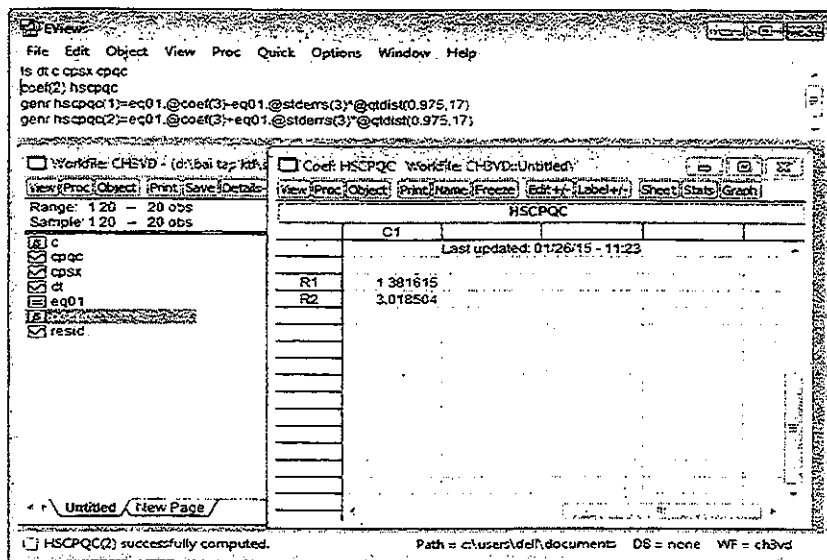 EViews
File Edit Object View Proc Quick Options Window Help
ls dt c cpsx cpqc
coef(2) hscpqc
genr hscpqc(1)=eq01.@coef(3)-eq01.@stderrs(3)*@qtdist(0.975,17)
genr hscpqc(2)=eq01.@coef(3)+eq01.@stderrs(3)*@qtdist(0.975,17)
Workfile: CH3VD - (d:\bai tap ktl\
View Proc Object Print Save Details-
Range: 1 20 – 20 obs
Sample: 1 20 – 20 obs
c
cpqc
cpsx
dt
eq01
resid
Untitled New Page
Coef: HSCPQC Workfile: CH3VD::Untitled\
View Proc Object Print Name Freeze Edit+/- Label+/- Sheet Stats Graph
HSCPQC
C1
Last updated: 01/26/15 - 11:23
R1 1.381615
R2 3.018504
HSCPQC(2) successfully computed.
Path = c:\users\dell\documents DB = none WF = ch3vd